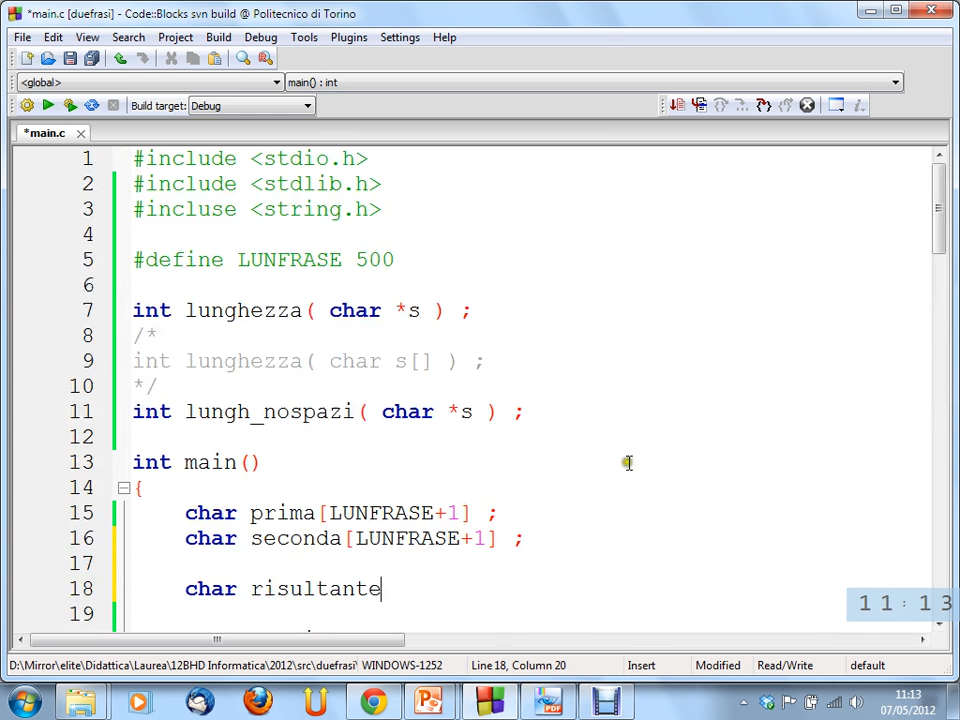 *main.c [duefrasi] - Code::Blocks svn build @ Politecnico di Torino
File Edit View Search Project Build Debug Tools Plugins Settings Help
<global> main() : int
Build target: Debug
*main.c
1 #include <stdio.h>
2 #include <stdlib.h>
3 #incluse <string.h>
4
5 #define LUNFRASE 500
6
7 int lunghezza( char *s ) ;
8 /*
9 int lunghezza( char s[] ) ;
10 */
11 int lungh_nospazi( char *s ) ;
12
13 int main()
14 {
15 char prima[LUNFRASE+1] ;
16 char seconda[LUNFRASE+1] ;
17
18 char risultante
19
11:13
D:\Mirror\elite\Didattica\Laurea\12BHD Informatica\2012\src\duefrasi\ WINDOWS-1252 Line 18, Column 20 Insert Modified Read/Write default
PDF
11:13
07/05/2012